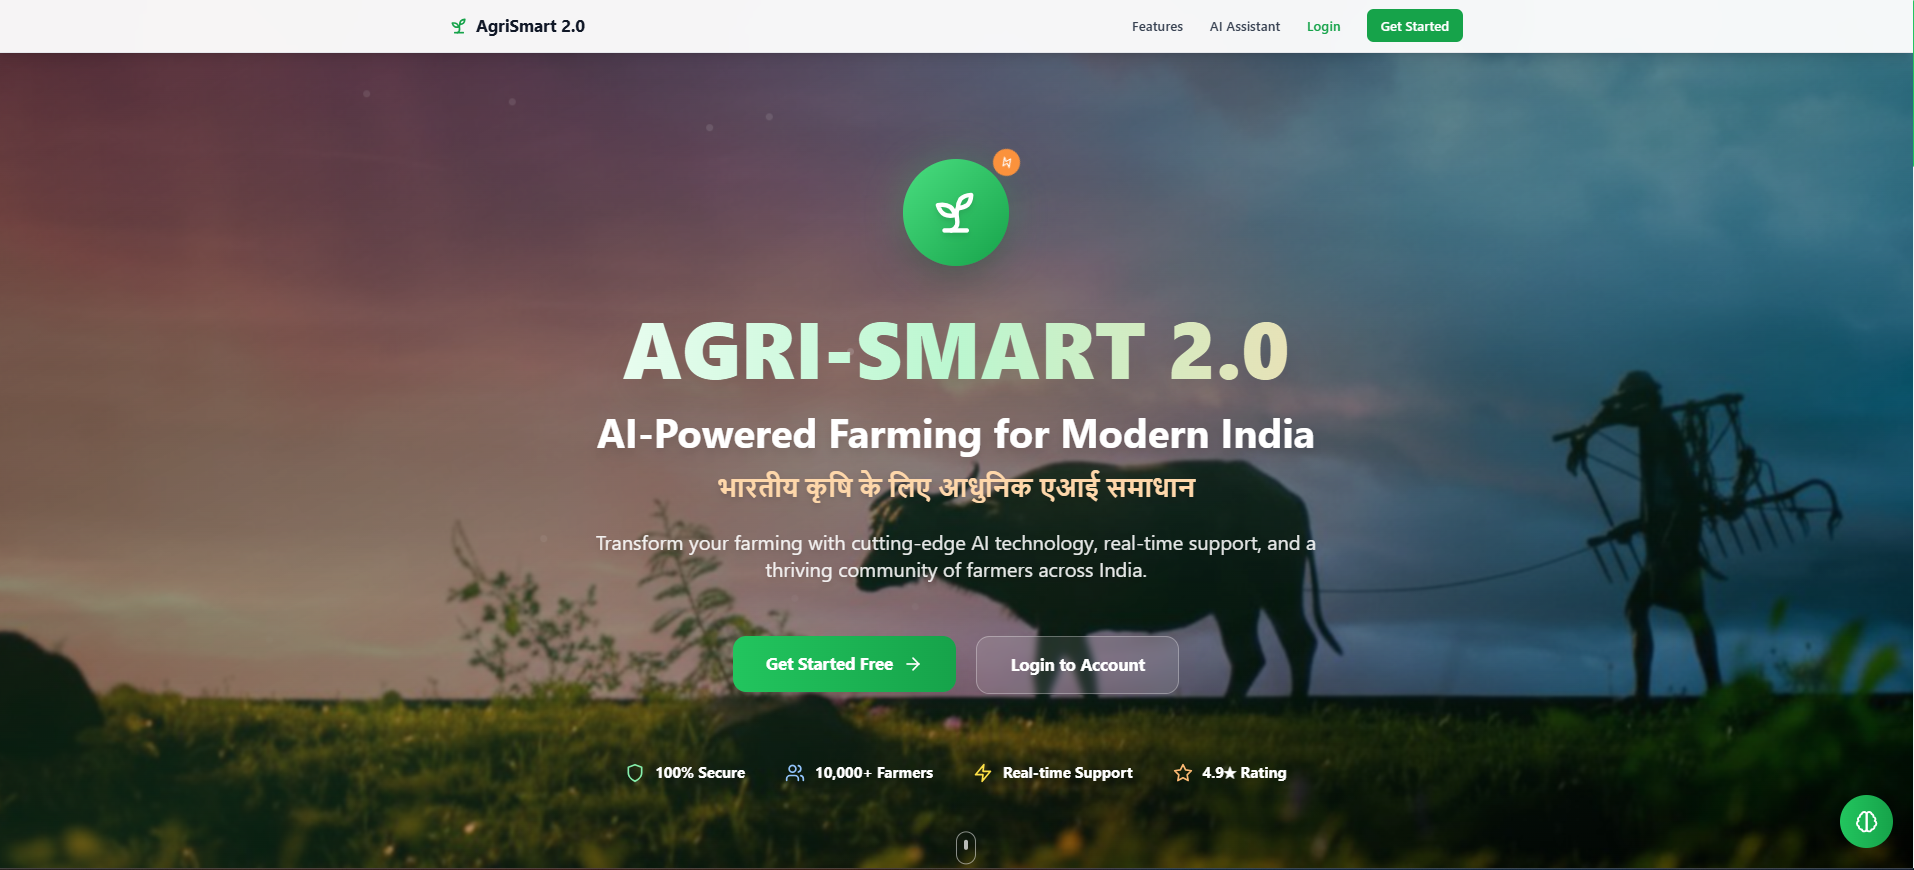 AgriSmart 2.0
Features
AI Assistant
Login
Get Started
AGRI-SMART 2.0
AI-Powered Farming for Modern India
भारतीय कृषि के लिए आधुनिक एआई समाधान
Transform your farming with cutting-edge AI technology, real-time support, and a
thriving community of farmers across India.
Get Started Free →
Login to Account
100% Secure
10,000+ Farmers
Real-time Support
4.9★ Rating